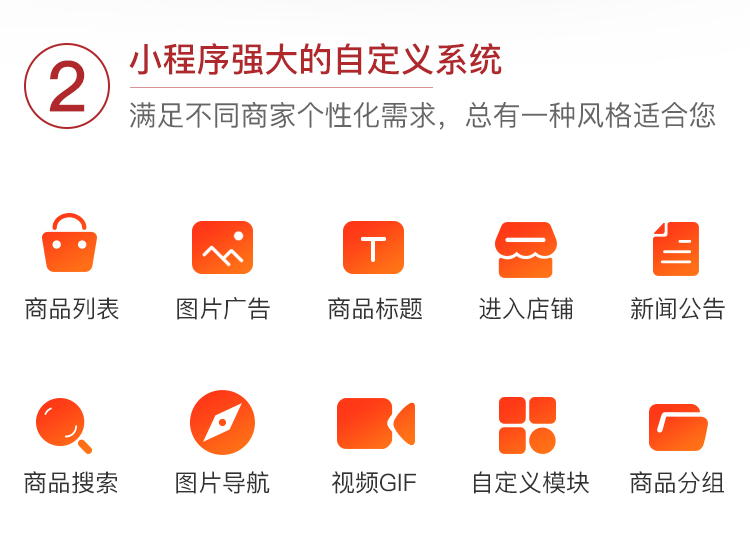 2
小程序强大的自定义系统
满足不同商家个性化需求，总有一种风格适合您
T
商品列表 图片广告 商品标题 进入店铺 新闻公告
商品搜索 图片导航 视频GIF 自定义模块 商品分组